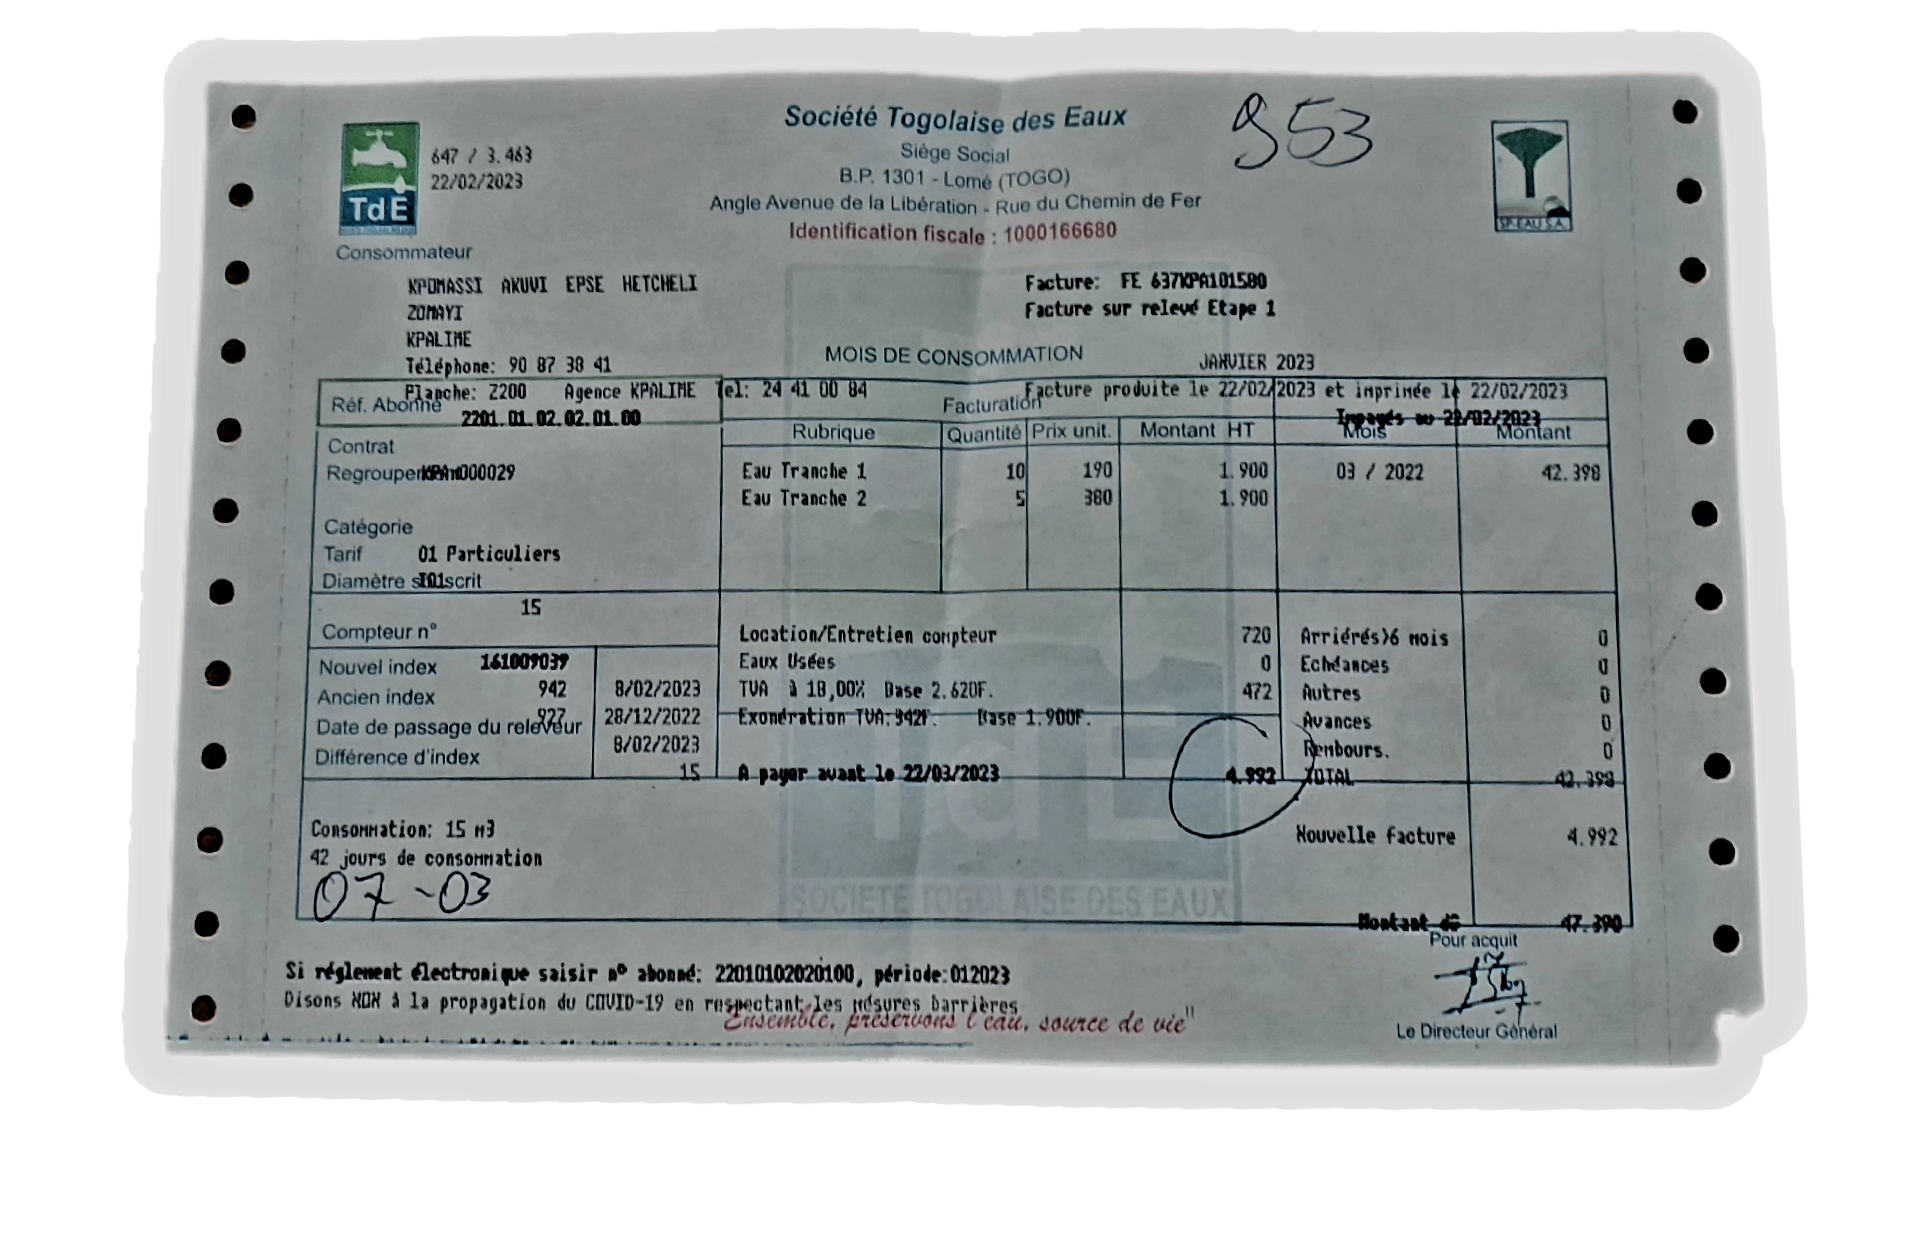 Société Togolaise des Eaux
Siège Social
B.P. 1301 - Lomé (TOGO)
Angle Avenue de la Libération - Rue du Chemin de Fer
Identification fiscale : 1000166680
953
TdE
647 / 3.463
22/02/2023
SP-EAU S.A.
Consommateur
KPOMASSI AKUVI EPSE HETCHELI
ZOMAYI
KPALIME
Téléphone: 90 87 38 41
Planche: Z200 Agence KPALIME Tel: 24 41 00 84
Facture: FE 637KPA101580
Facture sur relevé Etape 1
MOIS DE CONSOMMATION JANVIER 2023
Facture produite le 22/02/2023 et imprimée le 22/02/2023
Réf. Abonné 2201.01.02.02.01.00
Facturation
Impayés au 22/02/2023
Rubrique Quantité Prix unit. Montant HT Mois Montant
Eau Tranche 1 10 190 1.900 03 / 2022 42.398
Eau Tranche 2 5 380 1.900
Contrat
Regroupement
Catégorie
Tarif 01 Particuliers
Diamètre souscrit
15
Compteur n°
Nouvel index 161009039
Ancien index 942 8/02/2023
927 28/12/2022
Date de passage du releveur 8/02/2023
Différence d'index
15
Location/Entretien compteur 720
Eaux Usées 0
TVA à 18,00% Base 2.620F. 472
Exonération TVA: 342F. Base 1.900F.
A payer avant le 22/03/2023 4.992
Arriérés>6 mois 0
Echéances 0
Autres 0
Avances 0
Rembours. 0
TOTAL 42.398
Nouvelle facture 4.992
Montant dû 47.390
Consommation: 15 m3
42 jours de consommation
07 - 03
SOCIETE TOGOLAISE DES EAUX
Pour acquit
Le Directeur Général
Si réglement électronique saisir n° abonné: 22010102020100, période:012023
Disons NON à la propagation du COVID-19 en respectant les mésures barrières
Ensemble, préservons l'eau, source de vie"